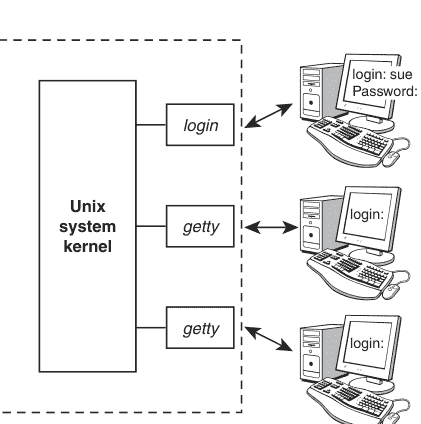 login: sue
Password:
login
Unix
system
kernel
getty
login:
getty
login: